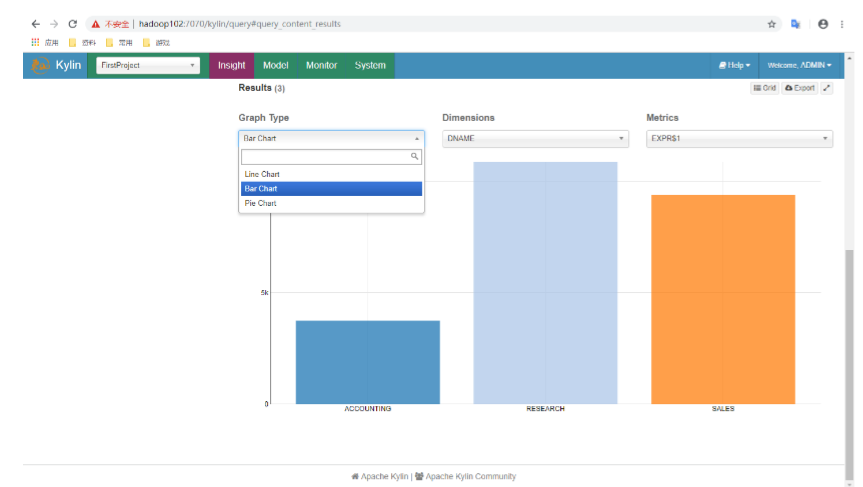 不安全 | hadoop102:7070/kylin/query#query_content_results
应用 资料 常用 游戏
Kylin FirstProject Insight Model Monitor System Help Welcome, ADMIN
Results (3) Grid Export
Graph Type Dimensions Metrics
Bar Chart DNAME EXPR$1
Line Chart
Bar Chart
Pie Chart
5k
0
ACCOUNTING RESEARCH SALES
Apache Kylin | Apache Kylin Community